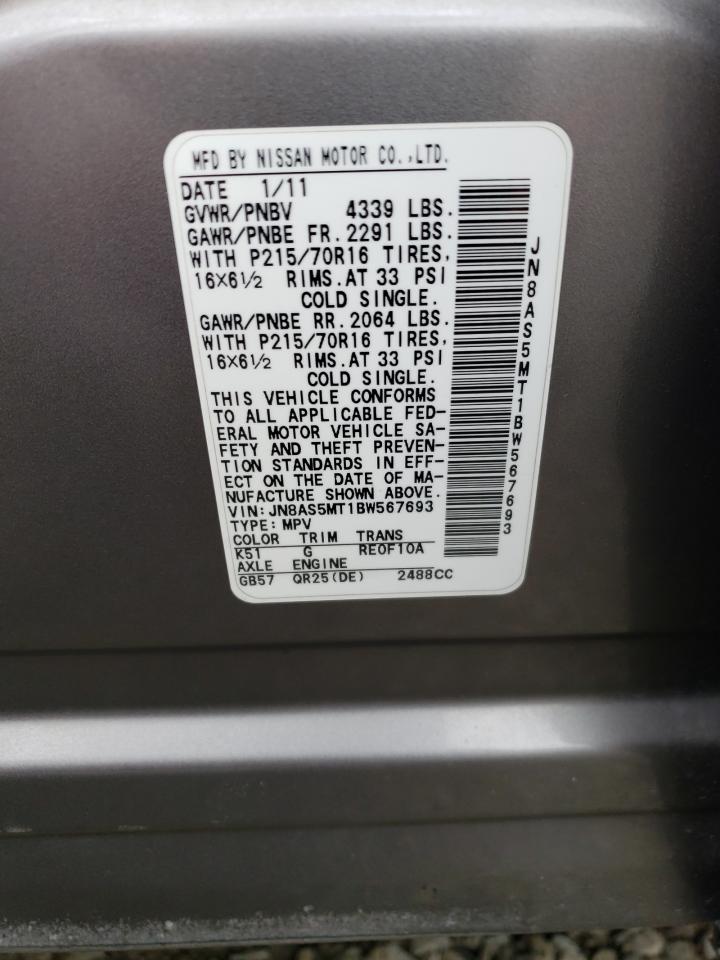 MFD BY NISSAN MOTOR CO.,LTD.
DATE 1/11
GVWR/PNBV 4339 LBS.
GAWR/PNBE FR.2291 LBS.
WITH P215/70R16 TIRES,
16X6½ RIMS.AT 33 PSI
COLD SINGLE.
GAWR/PNBE RR.2064 LBS.
WITH P215/70R16 TIRES,
16X6½ RIMS.AT 33 PSI
COLD SINGLE.
THIS VEHICLE CONFORMS
TO ALL APPLICABLE FED-
ERAL MOTOR VEHICLE SA-
FETY AND THEFT PREVEN-
TION STANDARDS IN EFF-
ECT ON THE DATE OF MA-
NUFACTURE SHOWN ABOVE.
VIN:JN8AS5MT1BW567693
TYPE:MPV
COLOR TRIM TRANS
K51 G RE0F10A
AXLE ENGINE
GB57 QR25(DE) 2488CC
JN8AS5MT1BW567693